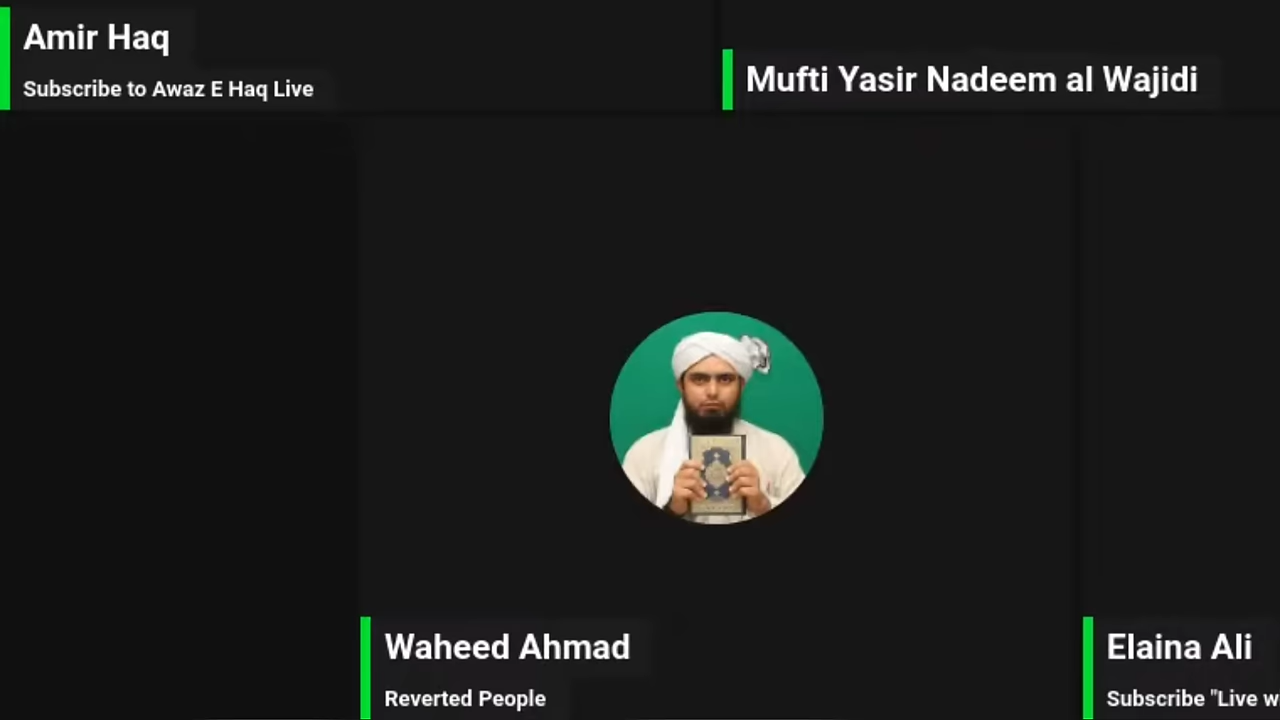 Amir Haq
Subscribe to Awaz E Haq Live
Mufti Yasir Nadeem al Wajidi
Waheed Ahmad
Reverted People
Elaina Ali
Subscribe "Live w